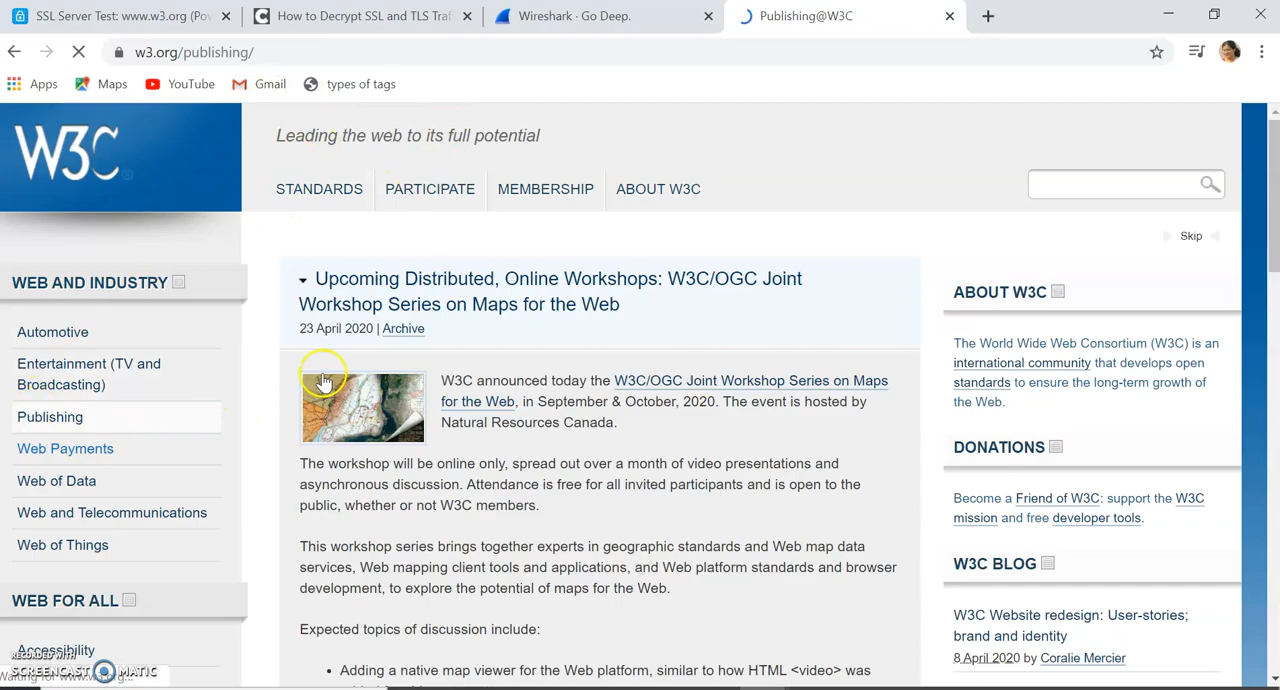 SSL Server Test: www.w3.org (Pow
How to Decrypt SSL and TLS Traf
Wireshark · Go Deep.
Publishing@W3C
w3.org/publishing/
Apps
Maps
YouTube
Gmail
types of tags
W3C
Leading the web to its full potential
STANDARDS
PARTICIPATE
MEMBERSHIP
ABOUT W3C
Skip
WEB AND INDUSTRY
Automotive
Entertainment (TV and
Broadcasting)
Publishing
Web Payments
Web of Data
Web and Telecommunications
Web of Things
WEB FOR ALL
Accessibility
RECORDED WITH
SCREENCAST MATIC
Waiting for www.w3.org...
Upcoming Distributed, Online Workshops: W3C/OGC Joint
Workshop Series on Maps for the Web
23 April 2020 | Archive
W3C announced today the W3C/OGC Joint Workshop Series on Maps
for the Web, in September & October, 2020. The event is hosted by
Natural Resources Canada.
The workshop will be online only, spread out over a month of video presentations and
asynchronous discussion. Attendance is free for all invited participants and is open to the
public, whether or not W3C members.
This workshop series brings together experts in geographic standards and Web map data
services, Web mapping client tools and applications, and Web platform standards and browser
development, to explore the potential of maps for the Web.
Expected topics of discussion include:
• Adding a native map viewer for the Web platform, similar to how HTML <video> was
ABOUT W3C
The World Wide Web Consortium (W3C) is an
international community that develops open
standards to ensure the long-term growth of
the Web.
DONATIONS
Become a Friend of W3C: support the W3C
mission and free developer tools.
W3C BLOG
W3C Website redesign: User-stories;
brand and identity
8 April 2020 by Coralie Mercier